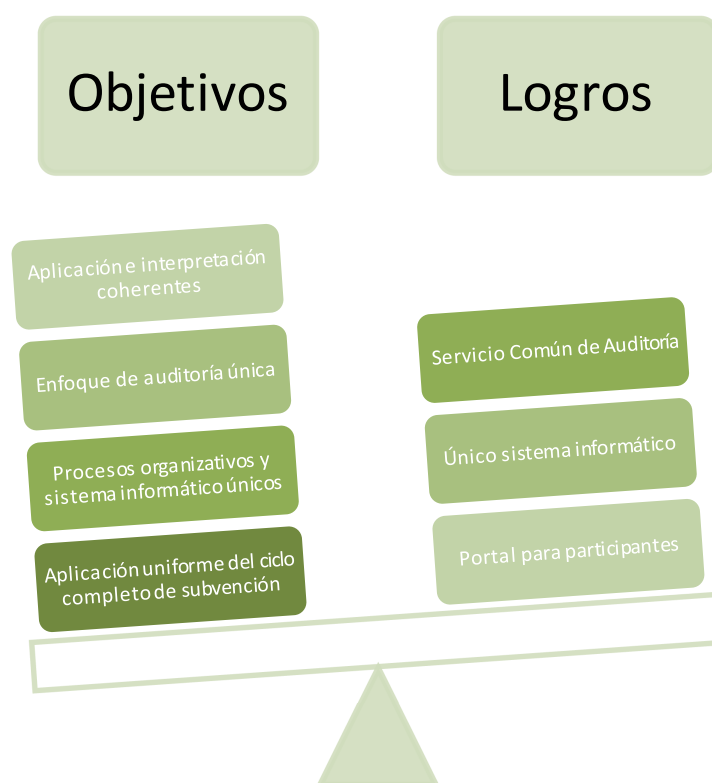 Objetivos
Logros
Aplicación e interpretación
coherentes
Enfoque de auditoría única
Procesos organizativos y
sistema informático únicos
Aplicación uniforme del ciclo
completo de subvención
Servicio Común de Auditoría
Único sistema informático
Portal para participantes